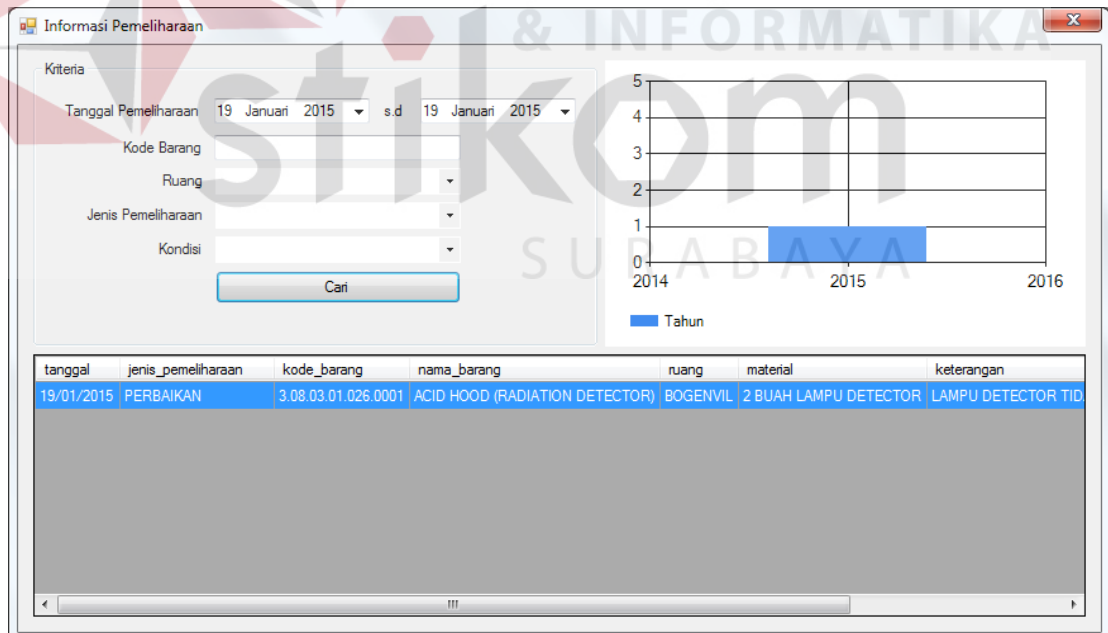 & INFORMATIKA
stikom
SURABAYA
Informasi Pemeliharaan
Kriteria
Tanggal Pemeliharaan 19 Januari 2015 s.d 19 Januari 2015
Kode Barang
Ruang
Jenis Pemeliharaan
Kondisi
Cari
5
4
3
2
1
0
2014 2015 2016
Tahun
tanggal jenis_pemeliharaan kode_barang nama_barang ruang material keterangan
19/01/2015 PERBAIKAN 3.08.03.01.026.0001 ACID HOOD (RADIATION DETECTOR) BOGENVIL 2 BUAH LAMPU DETECTOR LAMPU DETECTOR TID